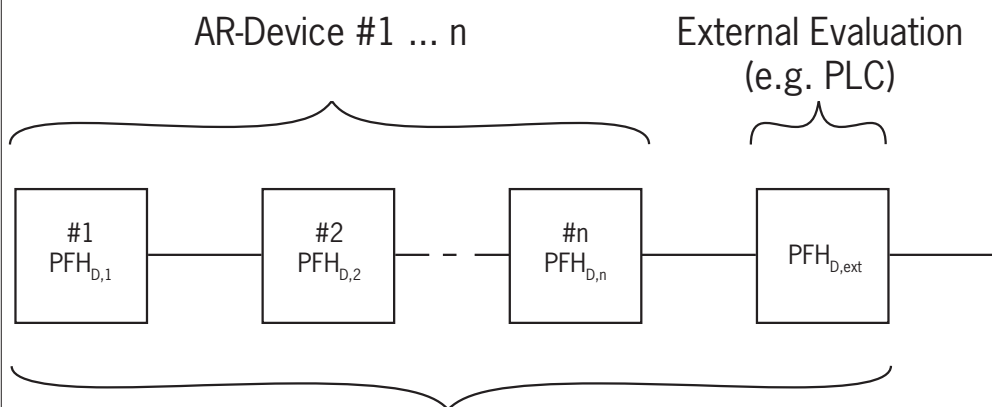 AR-Device #1 ... n
External Evaluation
(e.g. PLC)
#1
PFHD,1
#2
PFHD,2
#n
PFHD,n
PFHD,ext